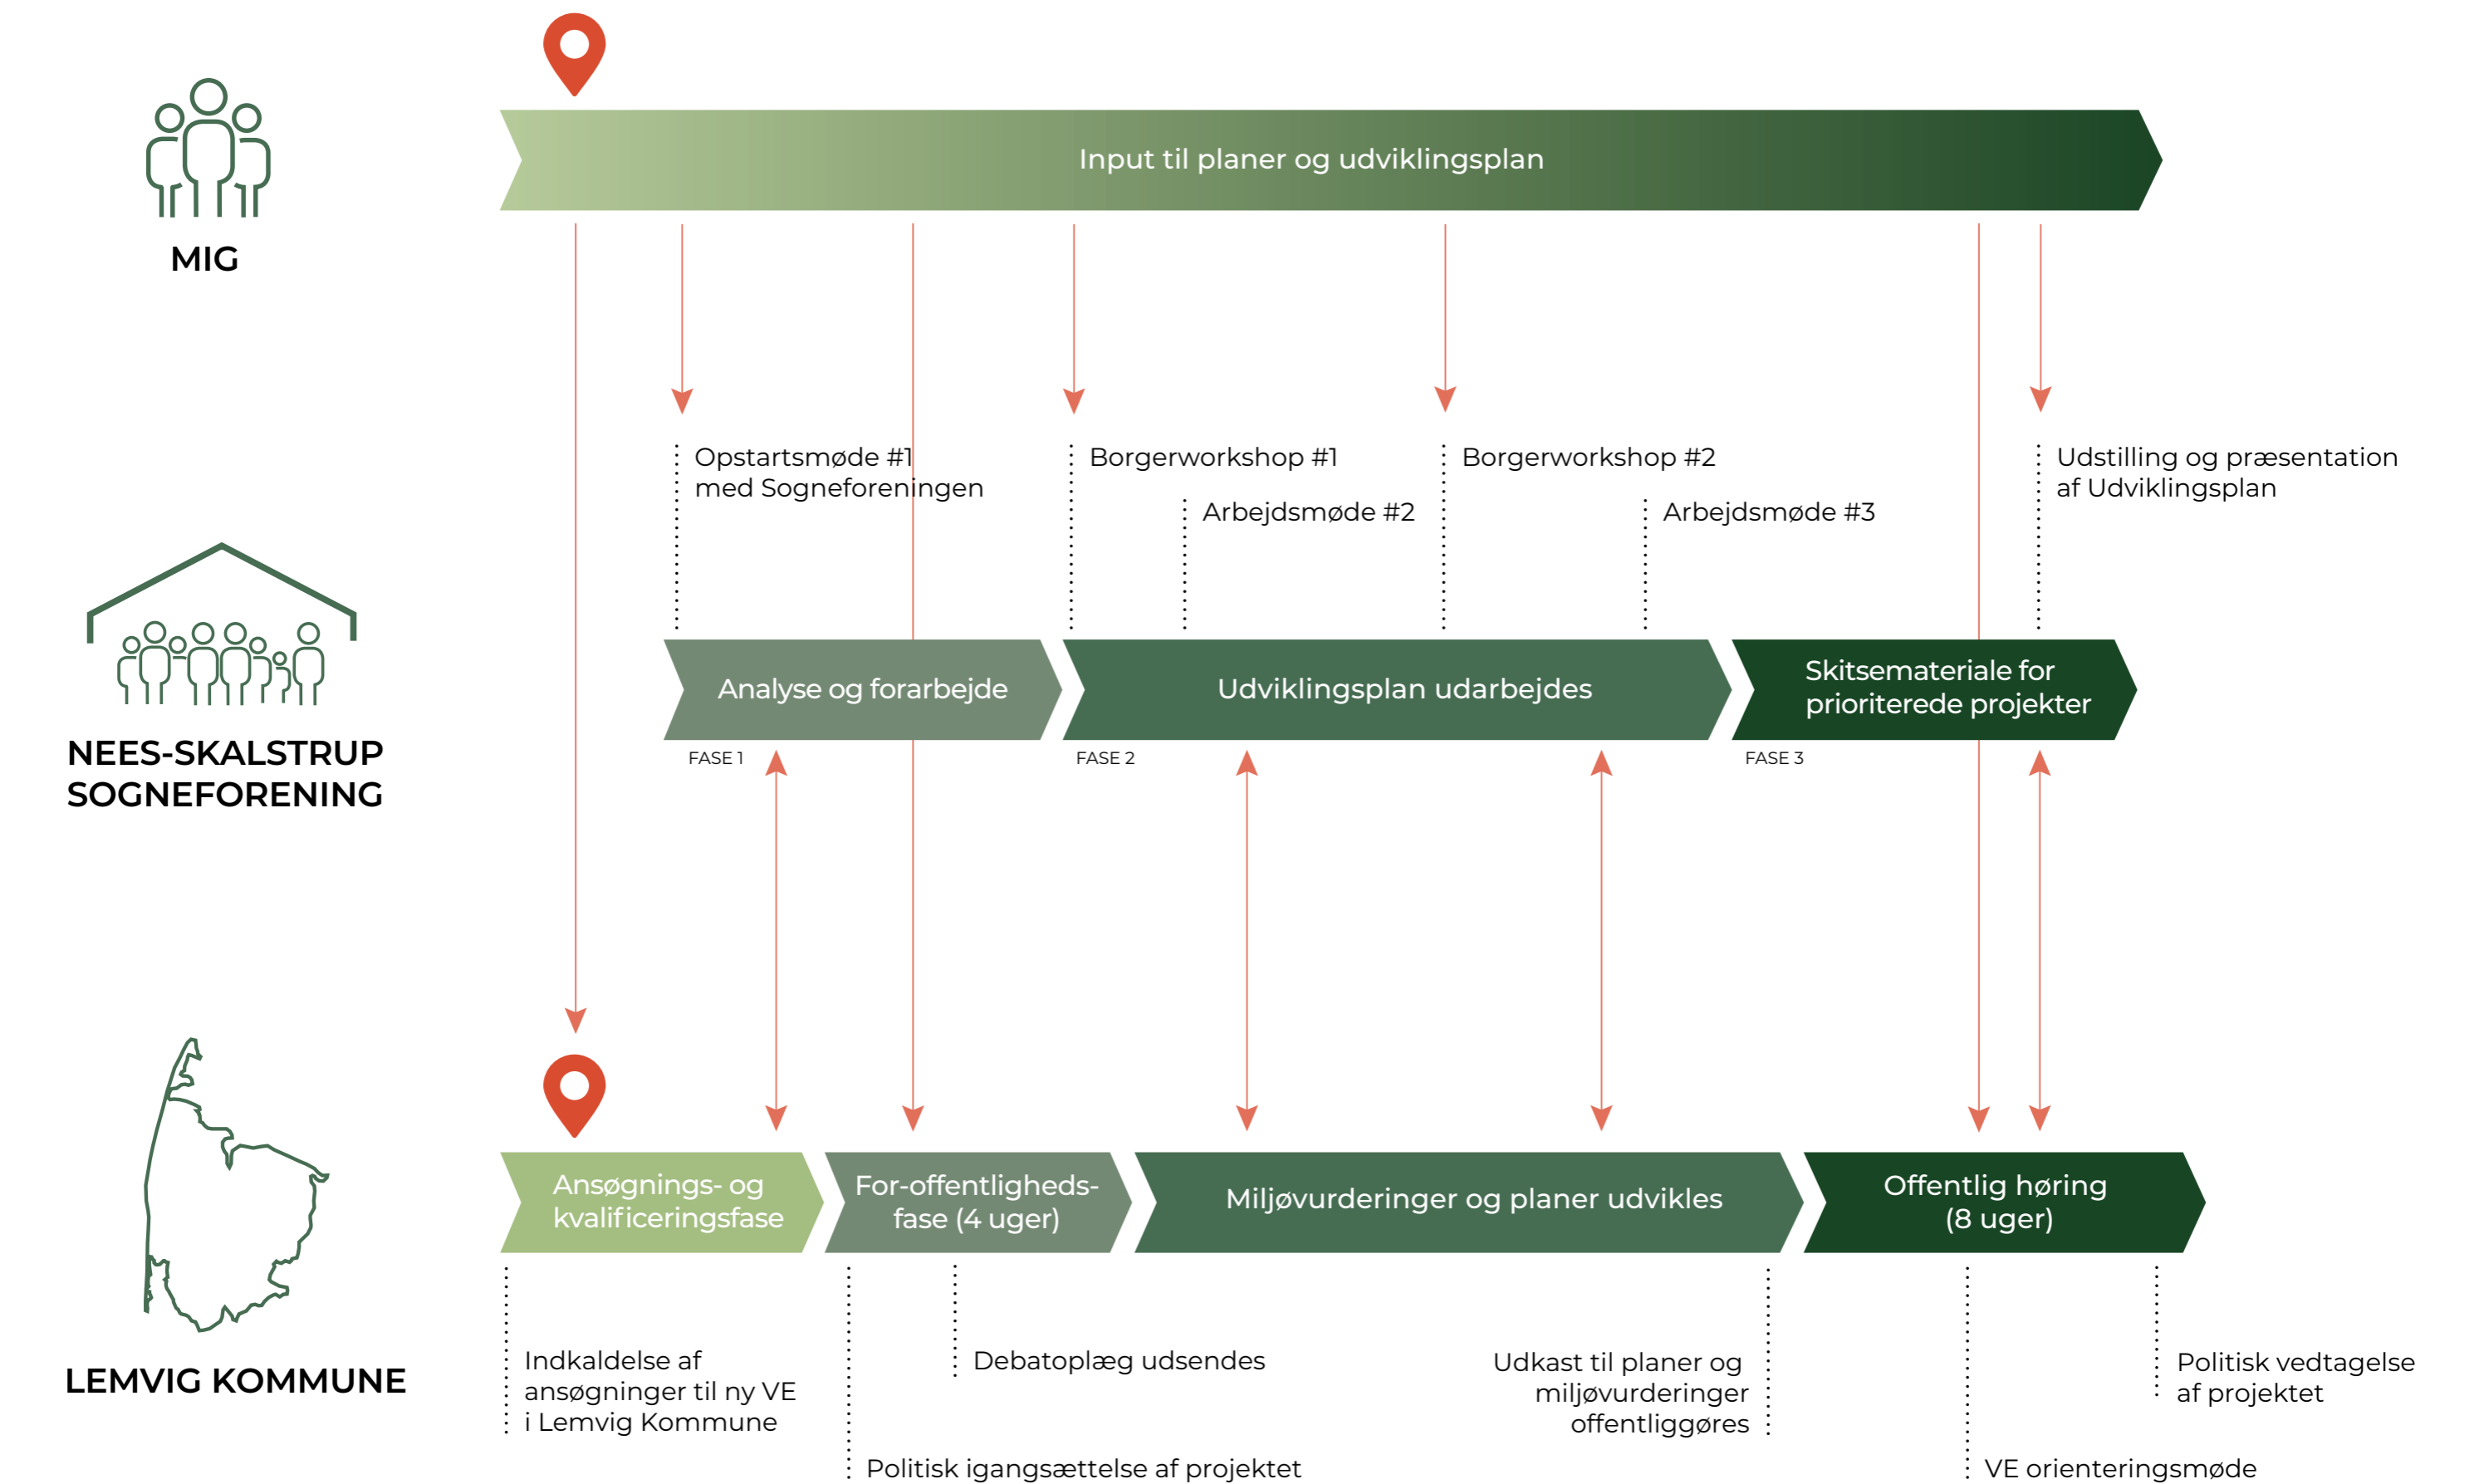 Input til planer og udviklingsplan
MIG
Opstartsmøde #1
med Sogneforeningen
Borgerworkshop #1
Arbejdsmøde #2
Borgerworkshop #2
Arbejdsmøde #3
Udstilling og præsentation
af Udviklingsplan
NEES-SKALSTRUP
SOGNEFORENING
Analyse og forarbejde
Udviklingsplan udarbejdes
Skitsemateriale for
prioriterede projekter
FASE 1
FASE 2
FASE 3
LEMVIG KOMMUNE
Ansøgnings- og
kvalificeringsfase
For-offentligheds-
fase (4 uger)
Miljøvurderinger og planer udvikles
Offentlig høring
(8 uger)
Indkaldelse af
ansøgninger til ny VE
i Lemvig Kommune
Politisk igangsættelse af projektet
Debatoplæg udsendes
Udkast til planer og
miljøvurderinger
offentliggøres
VE orienteringsmøde
Politisk vedtagelse
af projektet